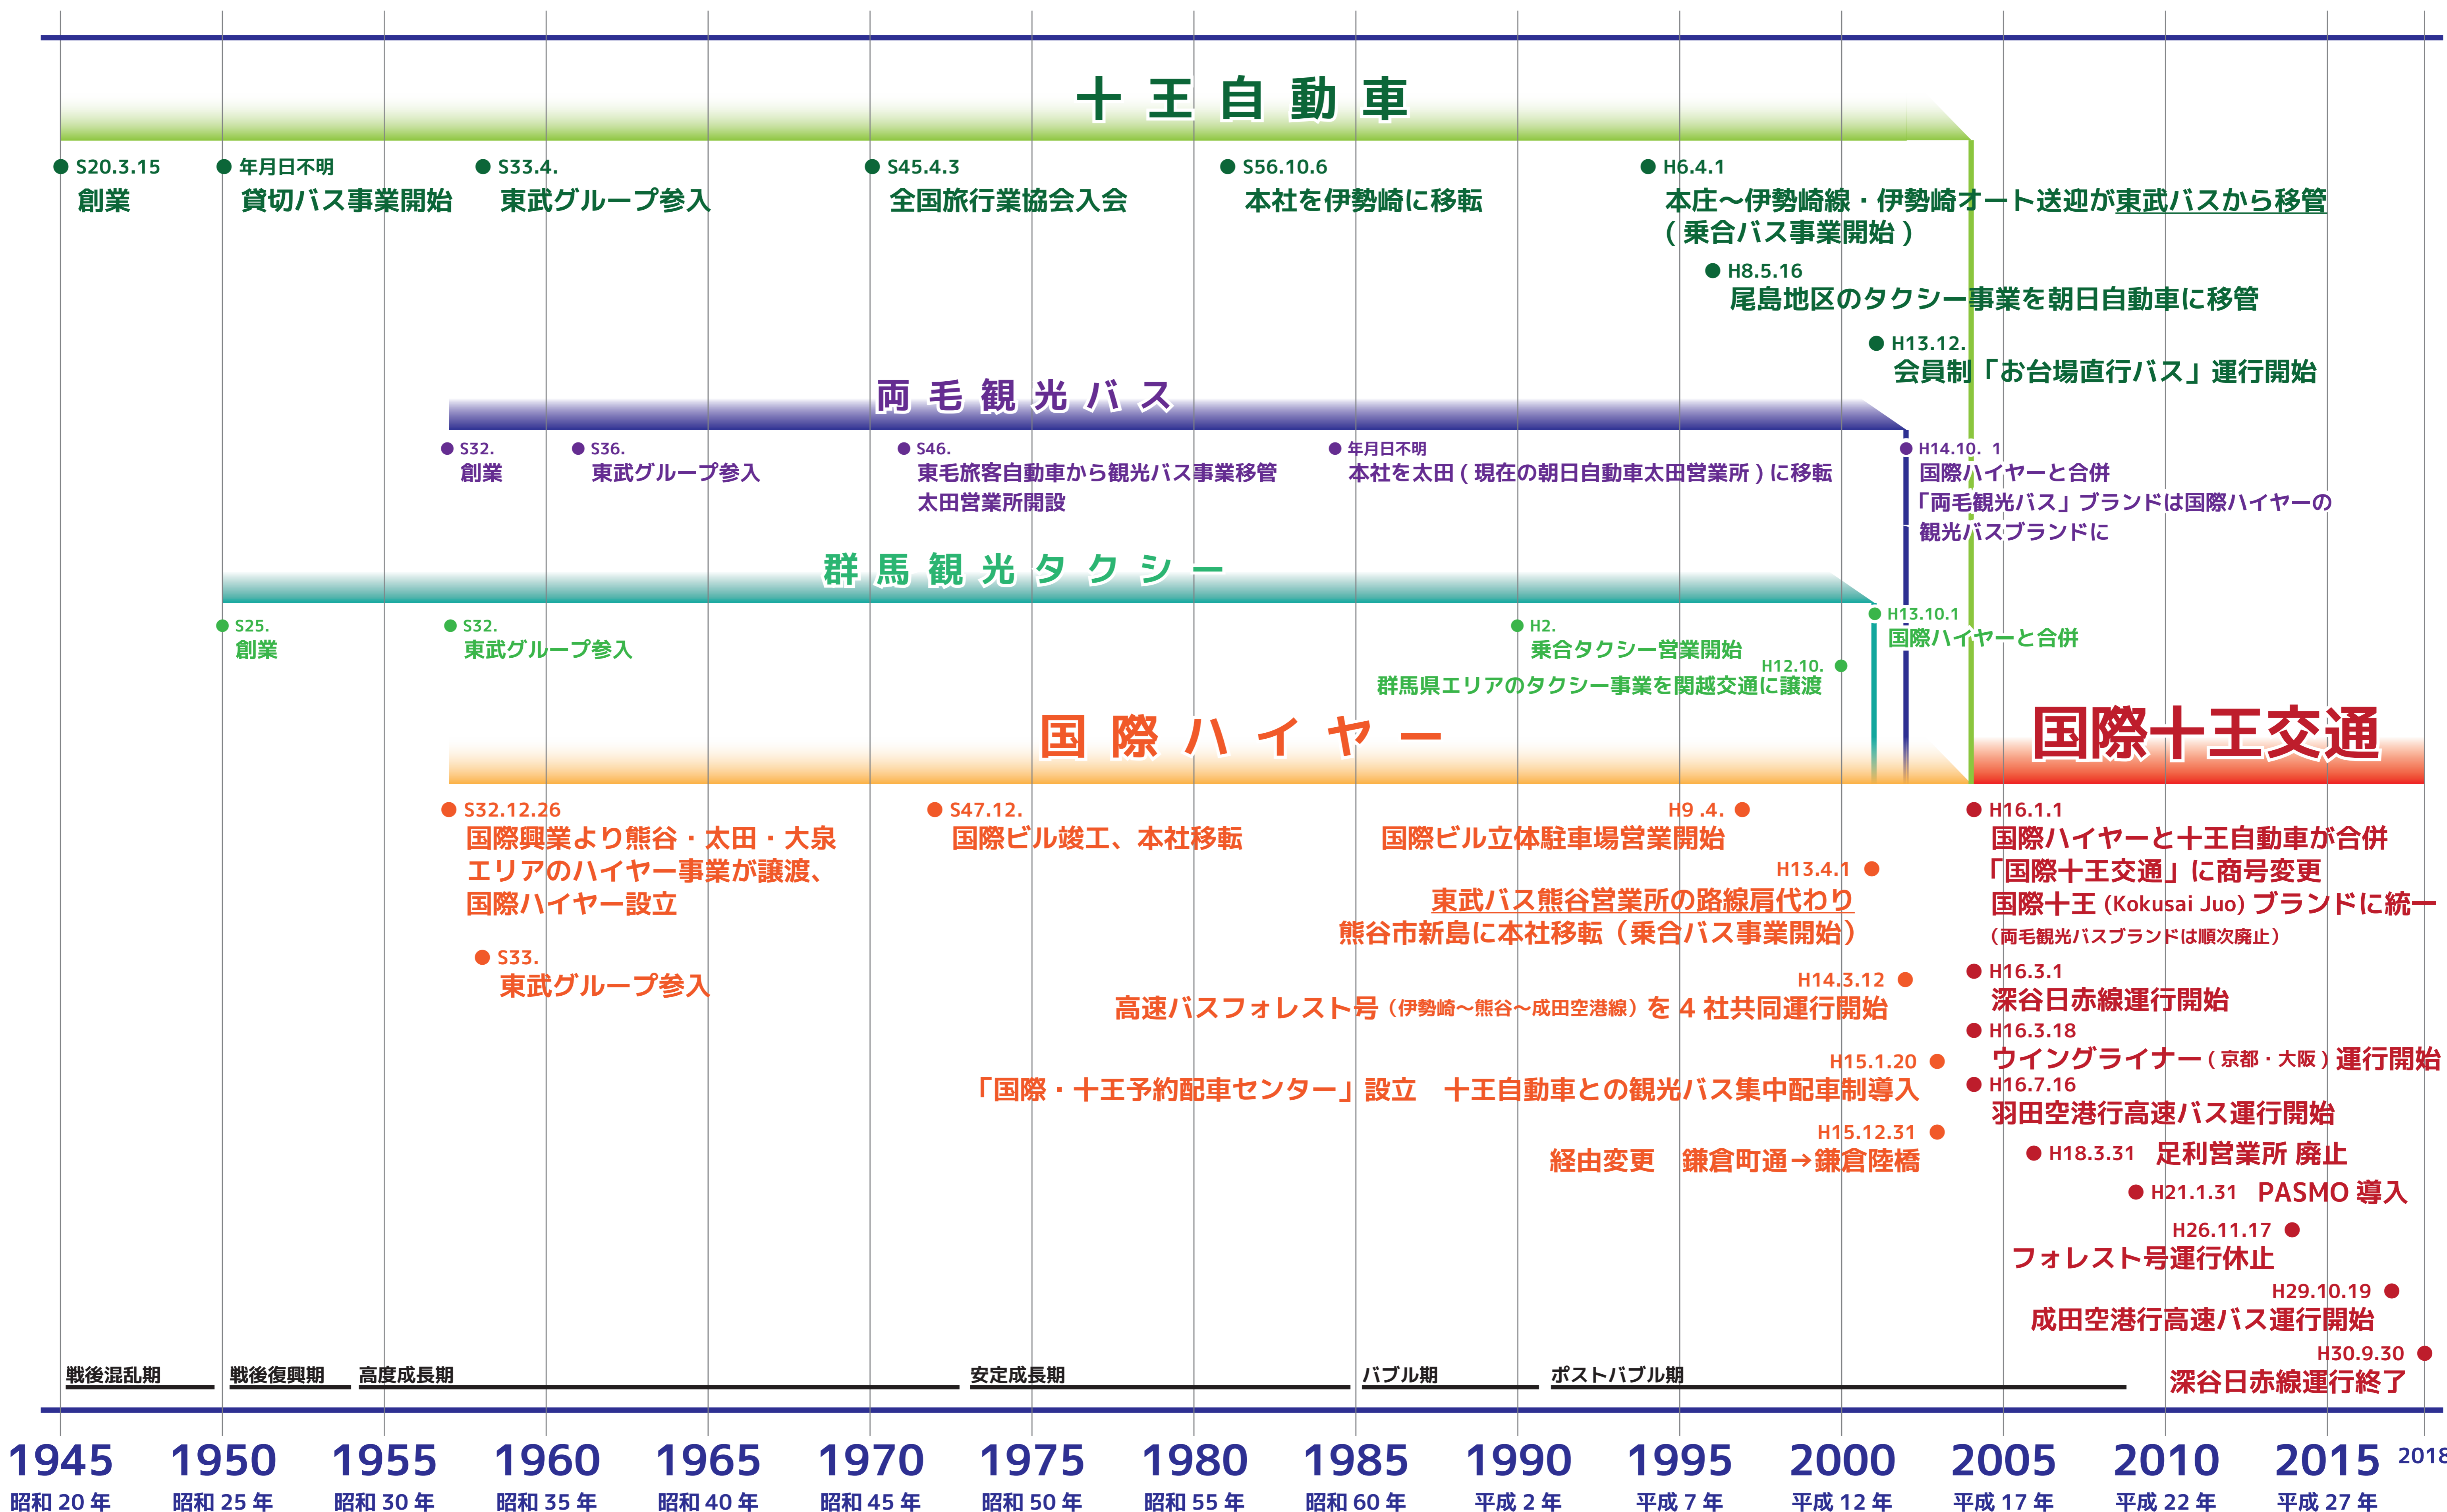 十王自動車
S20.3.15
創業
年月日不明
貸切バス事業開始
S33.4.
東武グループ参入
S45.4.3
全国旅行業協会入会
S56.10.6
本社を伊勢崎に移転
H6.4.1
本庄～伊勢崎線・伊勢崎オート送迎が東武バスから移管
(乗合バス事業開始)
H8.5.16
尾島地区のタクシー事業を朝日自動車に移管
H13.12.
会員制「お台場直行バス」運行開始
両毛観光バス
S32.
創業
S36.
東武グループ参入
S46.
東毛旅客自動車から観光バス事業移管
太田営業所開設
年月日不明
本社を太田(現在の朝日自動車太田営業所)に移転
H14.10. 1
国際ハイヤーと合併
「両毛観光バス」ブランドは国際ハイヤーの
観光バスブランドに
群馬観光タクシー
S25.
創業
S32.
東武グループ参入
H2.
乗合タクシー営業開始
H12.10.
群馬県エリアのタクシー事業を関越交通に譲渡
H13.10.1
国際ハイヤーと合併
国際ハイヤー
S32.12.26
国際興業より熊谷・太田・大泉
エリアのハイヤー事業が譲渡、
国際ハイヤー設立
S33.
東武グループ参入
S47.12.
国際ビル竣工、本社移転
H9 .4.
国際ビル立体駐車場営業開始
H13.4.1
東武バス熊谷営業所の路線肩代わり
熊谷市新島に本社移転（乗合バス事業開始）
H14.3.12
高速バスフォレスト号（伊勢崎～熊谷～成田空港線）を 4 社共同運行開始
H15.1.20
「国際・十王予約配車センター」設立　十王自動車との観光バス集中配車制導入
H15.12.31
経由変更　鎌倉町通→鎌倉陸橋
国際十王交通
H16.1.1
国際ハイヤーと十王自動車が合併
「国際十王交通」に商号変更
国際十王 (Kokusai Juo) ブランドに統一
（両毛観光バスブランドは順次廃止）
H16.3.1
深谷日赤線運行開始
H16.3.18
ウイングライナー(京都・大阪)運行開始
H16.7.16
羽田空港行高速バス運行開始
H18.3.31 足利営業所 廃止
H21.1.31 PASMO 導入
H26.11.17
フォレスト号運行休止
H29.10.19
成田空港行高速バス運行開始
H30.9.30
深谷日赤線運行終了
戦後混乱期 戦後復興期 高度成長期 安定成長期 バブル期 ポストバブル期
1945 1950 1955 1960 1965 1970 1975 1980 1985 1990 1995 2000 2005 2010 2015 2018
昭和 20 年 昭和 25 年 昭和 30 年 昭和 35 年 昭和 40 年 昭和 45 年 昭和 50 年 昭和 55 年 昭和 60 年 平成 2 年 平成 7 年 平成 12 年 平成 17 年 平成 22 年 平成 27 年